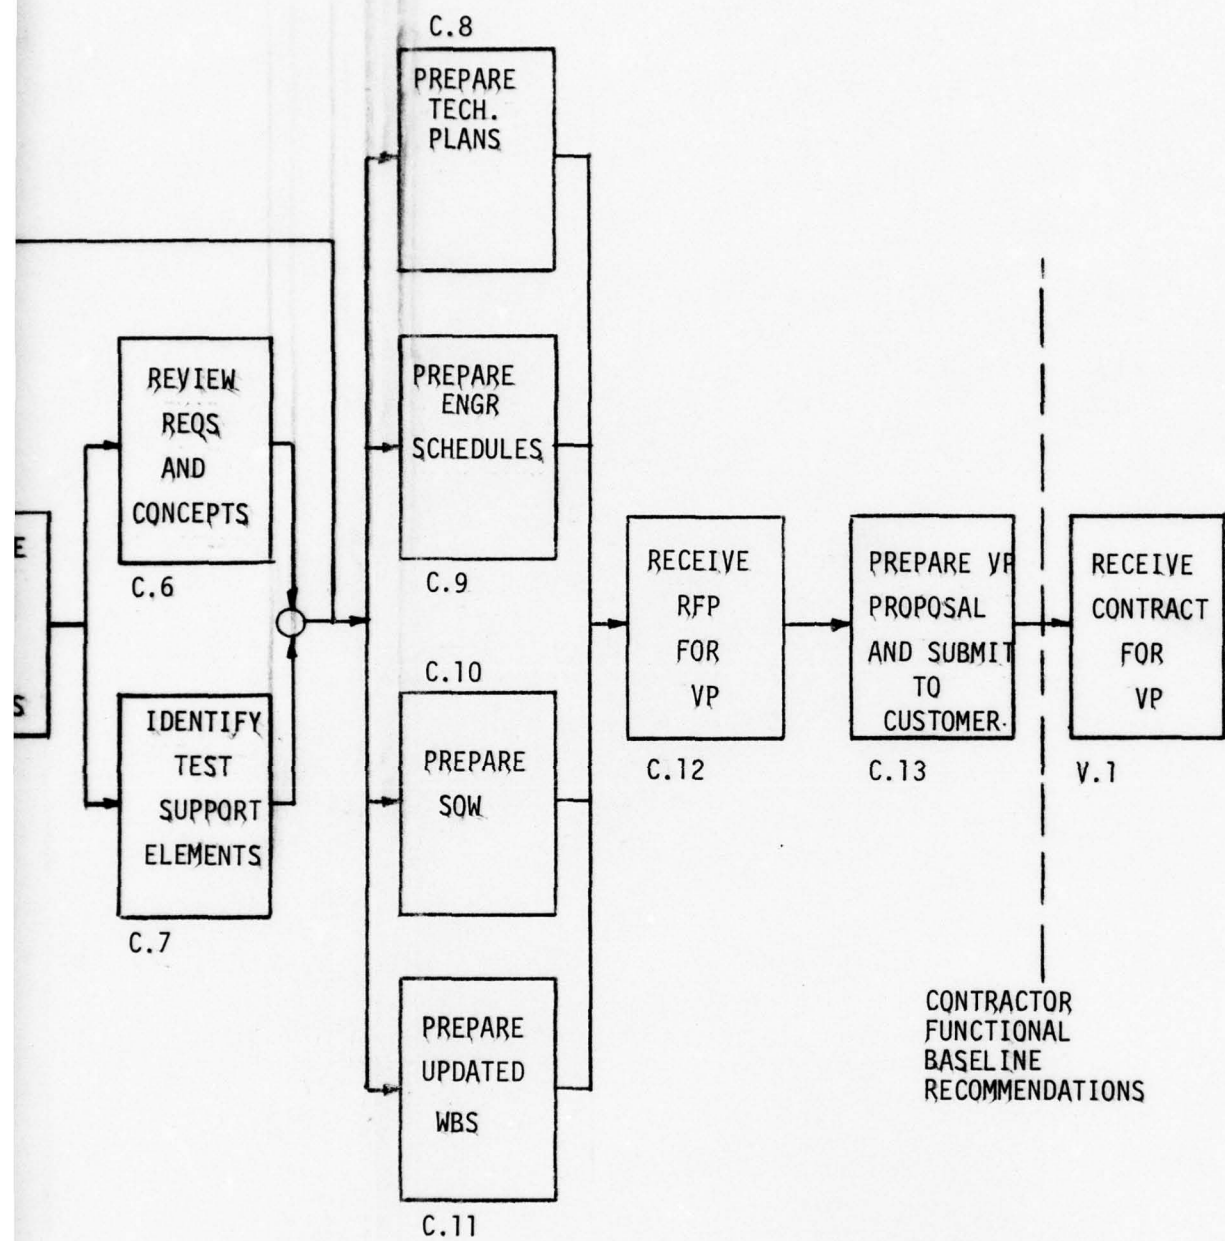 E
S
REVIEW
REQS
AND
CONCEPTS
C.6
IDENTIFY
TEST
SUPPORT
ELEMENTS
C.7
C.8
PREPARE
TECH.
PLANS
PREPARE
ENGR
SCHEDULES
C.9
C.10
PREPARE
SOW
PREPARE
UPDATED
WBS
C.11
RECEIVE
RFP
FOR
VP
C.12
PREPARE VP
PROPOSAL
AND SUBMIT
TO
CUSTOMER.
C.13
RECEIVE
CONTRACT
FOR
VP
V.1
CONTRACTOR
FUNCTIONAL
BASELINE
RECOMMENDATIONS